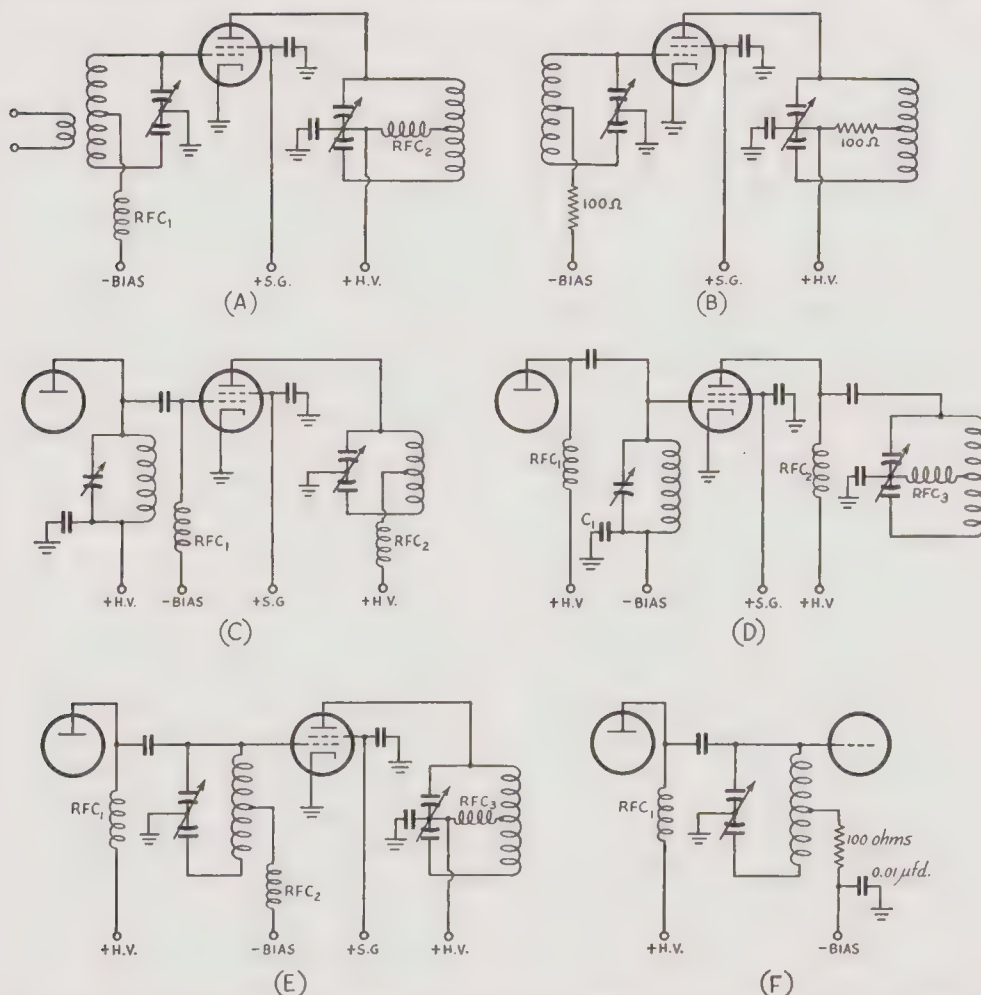 RFC2
100Ω
RFC1
100Ω
-BIAS
+S.G.
+H.V.
-BIAS
+S.G.
+H.V.
(A)
(B)
RFC1
RFC2
RFC1
RFC2
C1
RFC3
+H.V.
-BIAS
+S.G
+H.V.
+H.V
-BIAS
+S.G.
+H.V
(C)
(D)
RFC1
RFC3
RFC1
100 ohms
RFC2
0.01 µfd.
+H.V.
-BIAS
+S.G
+H.V.
+H.V.
-BIAS
(E)
(F)